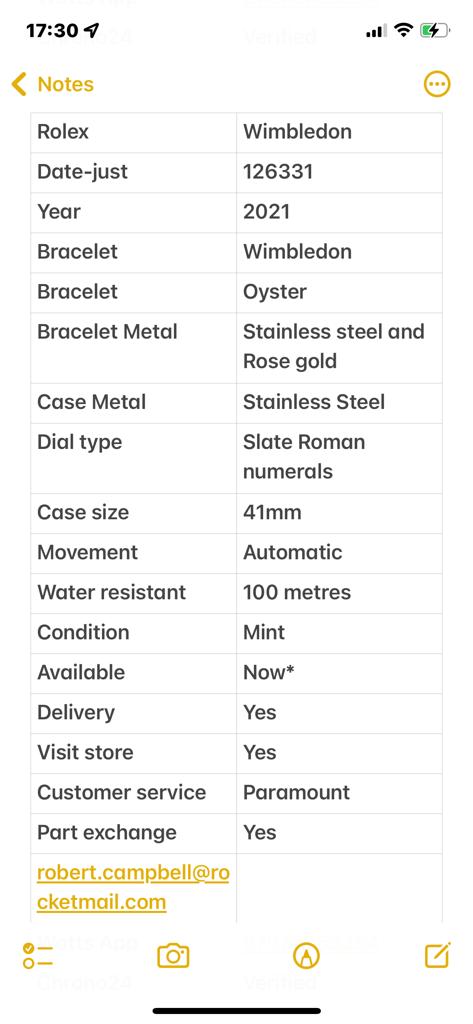 17:30
Notes
Rolex Wimbledon
Date-just 126331
Year 2021
Bracelet Wimbledon
Bracelet Oyster
Bracelet Metal Stainless steel and
Rose gold
Case Metal Stainless Steel
Dial type Slate Roman
numerals
Case size 41mm
Movement Automatic
Water resistant 100 metres
Condition Mint
Available Now*
Delivery Yes
Visit store Yes
Customer service Paramount
Part exchange Yes
robert.campbell@ro
cketmail.com
Watts App
Chrono24 Verified